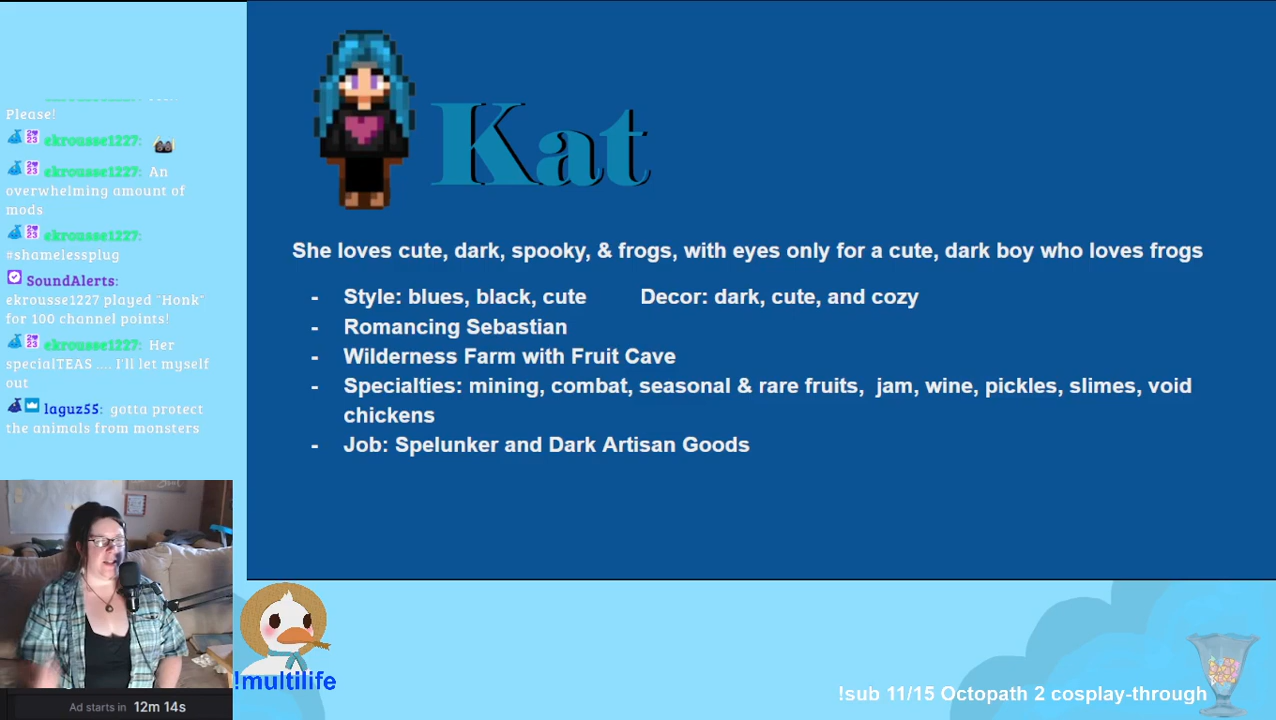 Please!
ekrousse1227:
ekrousse1227: An
overwhelming amount of
mods
ekrousse1227:
#shamelessplug
SoundAlerts:
ekrousse1227 played "Honk"
for 100 channel points!
ekrousse1227: Her
specialTEAS .... I'll let myself
out
laguz55: gotta protect
the animals from monsters
Kat
She loves cute, dark, spooky, & frogs, with eyes only for a cute, dark boy who loves frogs
- Style: blues, black, cute Decor: dark, cute, and cozy
- Romancing Sebastian
- Wilderness Farm with Fruit Cave
- Specialties: mining, combat, seasonal & rare fruits, jam, wine, pickles, slimes, void
chickens
- Job: Spelunker and Dark Artisan Goods
!multilife
!sub 11/15 Octopath 2 cosplay-through
Ad starts in 12m 14s